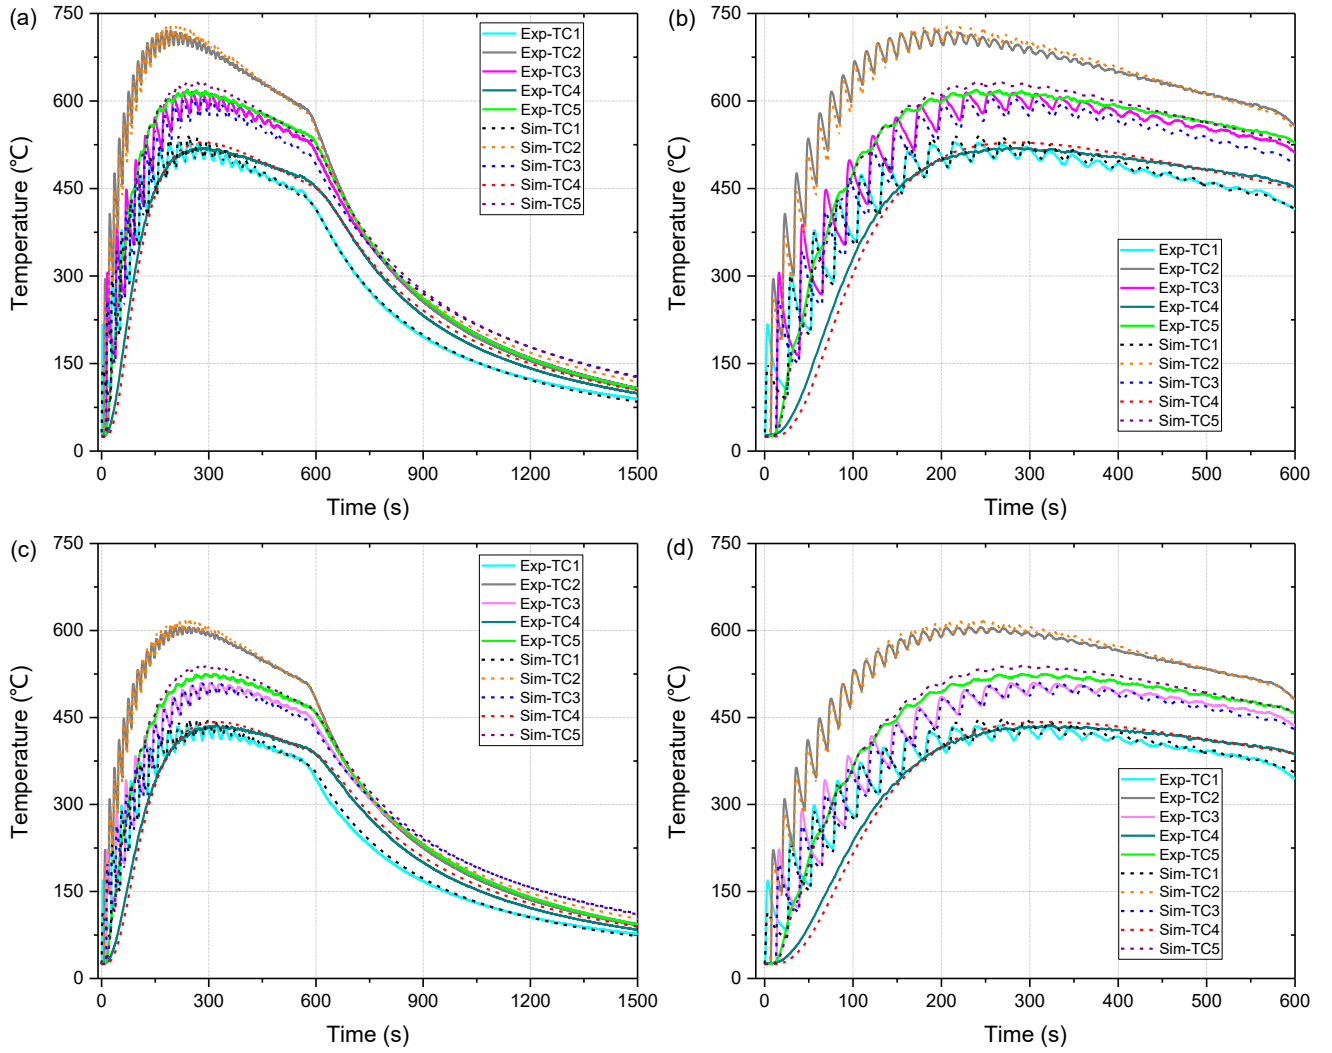 (a)
Temperature (°C)
750
600
450
300
150
0
0 300 600 900 1200 1500
Time (s)
Exp-TC1
Exp-TC2
Exp-TC3
Exp-TC4
Exp-TC5
Sim-TC1
Sim-TC2
Sim-TC3
Sim-TC4
Sim-TC5
(b)
Temperature (°C)
750
600
450
300
150
0
0 100 200 300 400 500 600
Time (s)
Exp-TC1
Exp-TC2
Exp-TC3
Exp-TC4
Exp-TC5
Sim-TC1
Sim-TC2
Sim-TC3
Sim-TC4
Sim-TC5
(c)
Temperature (°C)
750
600
450
300
150
0
0 300 600 900 1200 1500
Time (s)
Exp-TC1
Exp-TC2
Exp-TC3
Exp-TC4
Exp-TC5
Sim-TC1
Sim-TC2
Sim-TC3
Sim-TC4
Sim-TC5
(d)
Temperature (°C)
750
600
450
300
150
0
0 100 200 300 400 500 600
Time (s)
Exp-TC1
Exp-TC2
Exp-TC3
Exp-TC4
Exp-TC5
Sim-TC1
Sim-TC2
Sim-TC3
Sim-TC4
Sim-TC5